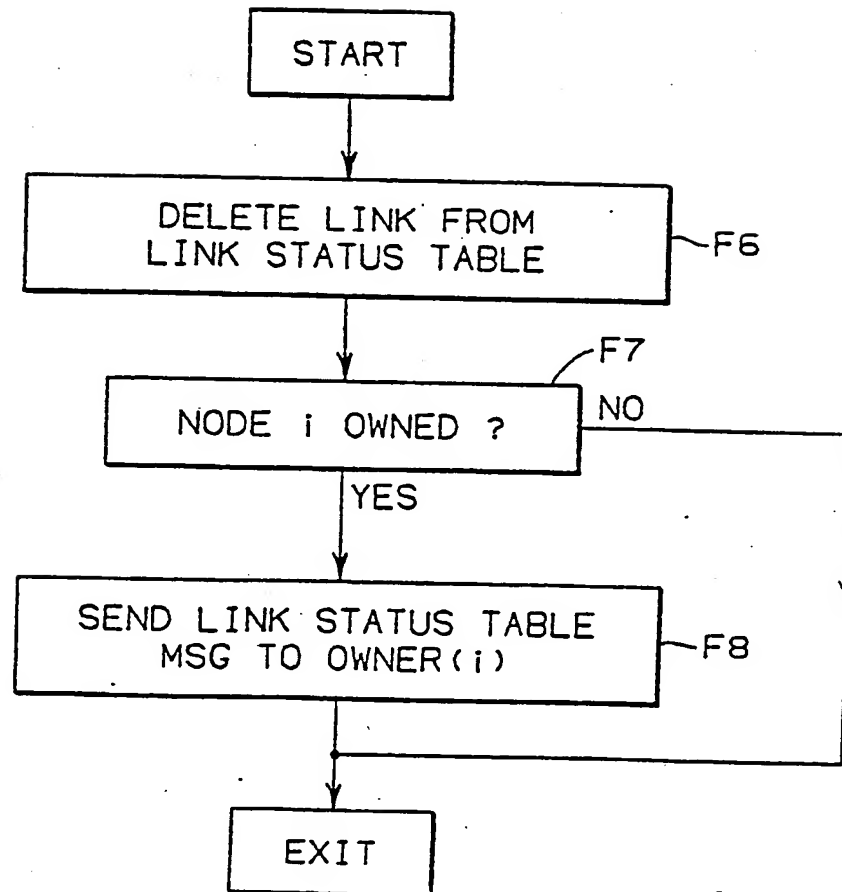 START
DELETE LINK FROM
LINK STATUS TABLE
F6
F7
NODE i OWNED ?
NO
YES
SEND LINK STATUS TABLE
MSG TO OWNER(i)
F8
EXIT